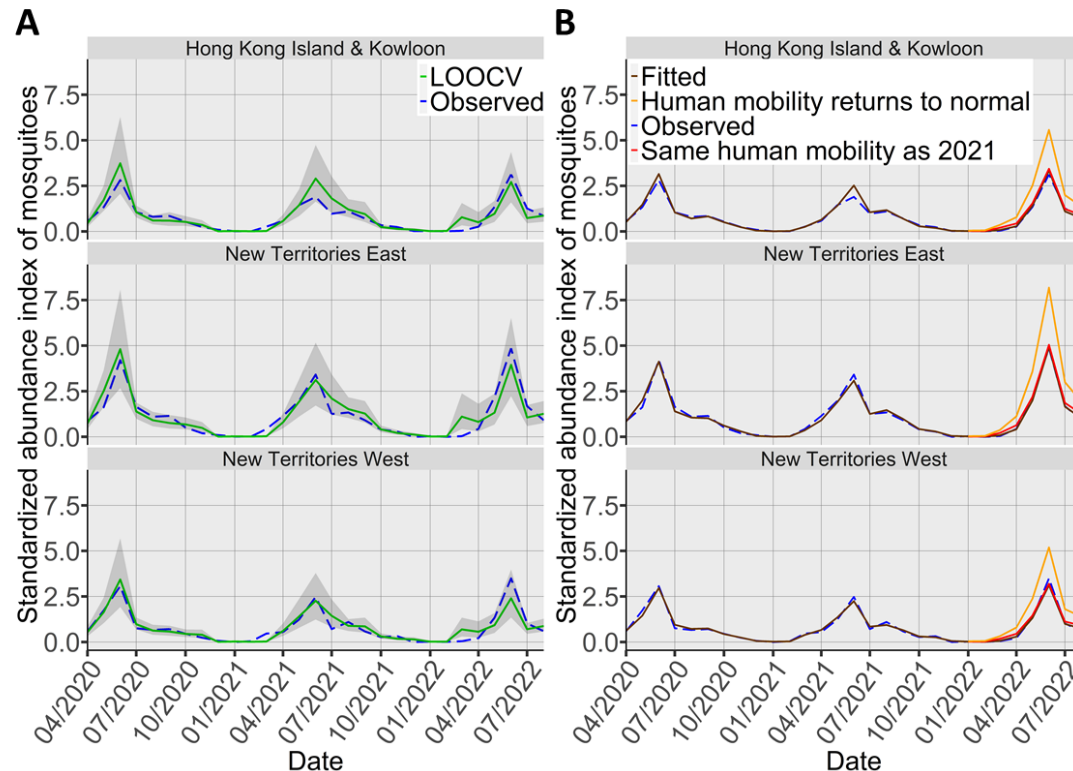 A
B
Standardized abundance index of mosquitoes
Hong Kong Island & Kowloon
LOOCV
Observed
7.5
5.0
2.5
0.0
New Territories East
7.5
5.0
2.5
0.0
New Territories West
7.5
5.0
2.5
0.0
04/2020
07/2020
10/2020
01/2021
04/2021
07/2021
10/2021
01/2022
04/2022
07/2022
Date
Standardized abundance index of mosquitoes
Hong Kong Island & Kowloon
Fitted
Human mobility returns to normal
Observed
Same human mobility as 2021
7.5
5.0
2.5
0.0
New Territories East
7.5
5.0
2.5
0.0
New Territories West
7.5
5.0
2.5
0.0
04/2020
07/2020
10/2020
01/2021
04/2021
07/2021
10/2021
01/2022
04/2022
07/2022
Date